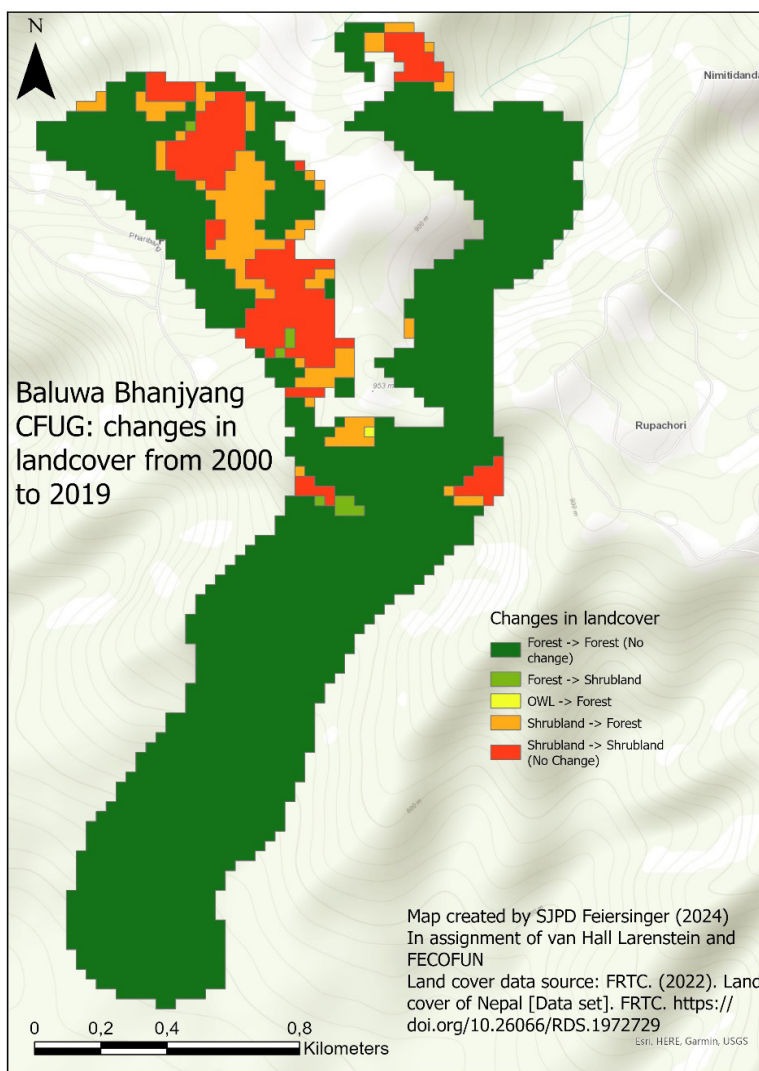 N
Nimitidanda
Pharibang
900 m
953 m
Baluwa Bhanjyang
CFUG: changes in
landcover from 2000
to 2019
Rupachori
900 m
Changes in landcover
Forest -> Forest (No
change)
Forest -> Shrubland
OWL -> Forest
Shrubland -> Forest
Shrubland -> Shrubland
(No Change)
800 m
Map created by SJPD Feiersinger (2024)
In assignment of van Hall Larenstein and
FECOFUN
Land cover data source: FRTC. (2022). Land
cover of Nepal [Data set]. FRTC. https://
doi.org/10.26066/RDS.1972729
Esri, HERE, Garmin, USGS
0 0,2 0,4 0,8
Kilometers